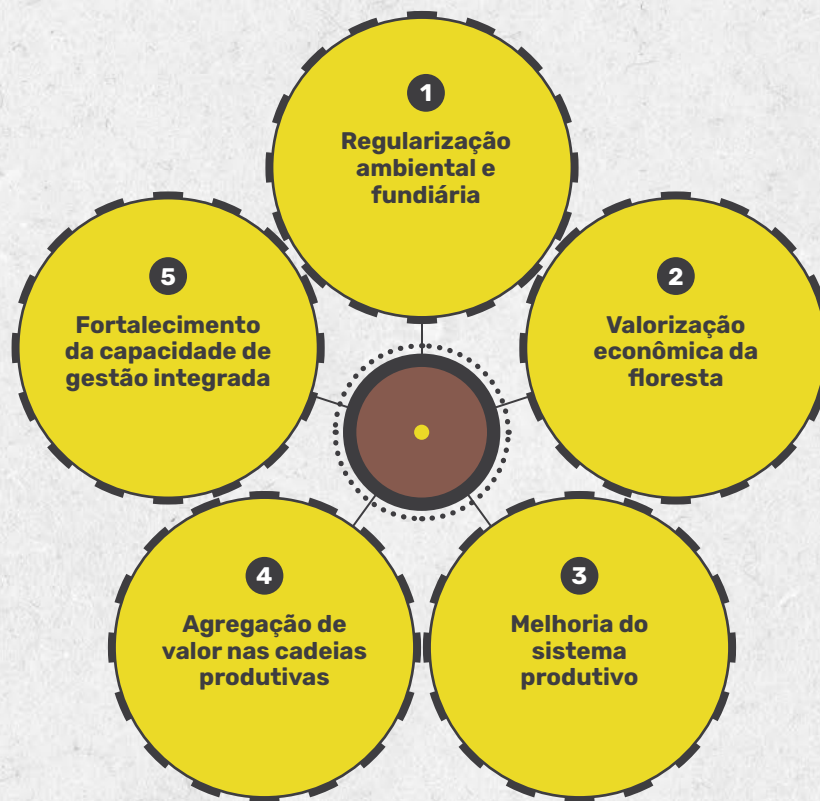 1
Regularização
ambiental e
fundiária
2
Valorização
econômica da
floresta
3
Melhoria do
sistema
produtivo
4
Agregação de
valor nas cadeias
produtivas
5
Fortalecimento
da capacidade de
gestão integrada